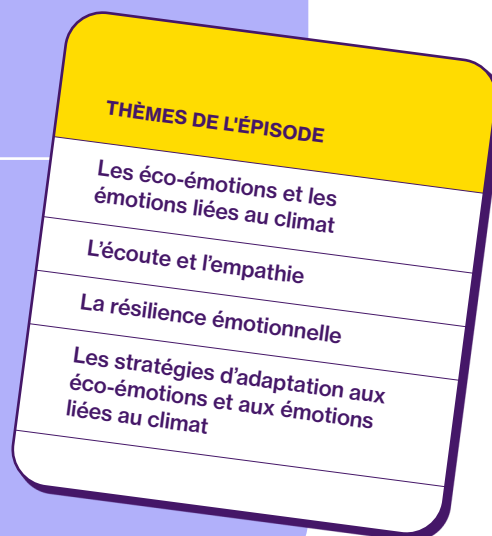 THÈMES DE L'ÉPISODE
Les éco-émotions et les
émotions liées au climat
L’écoute et l’empathie
La résilience émotionnelle
Les stratégies d’adaptation aux
éco-émotions et aux émotions
liées au climat